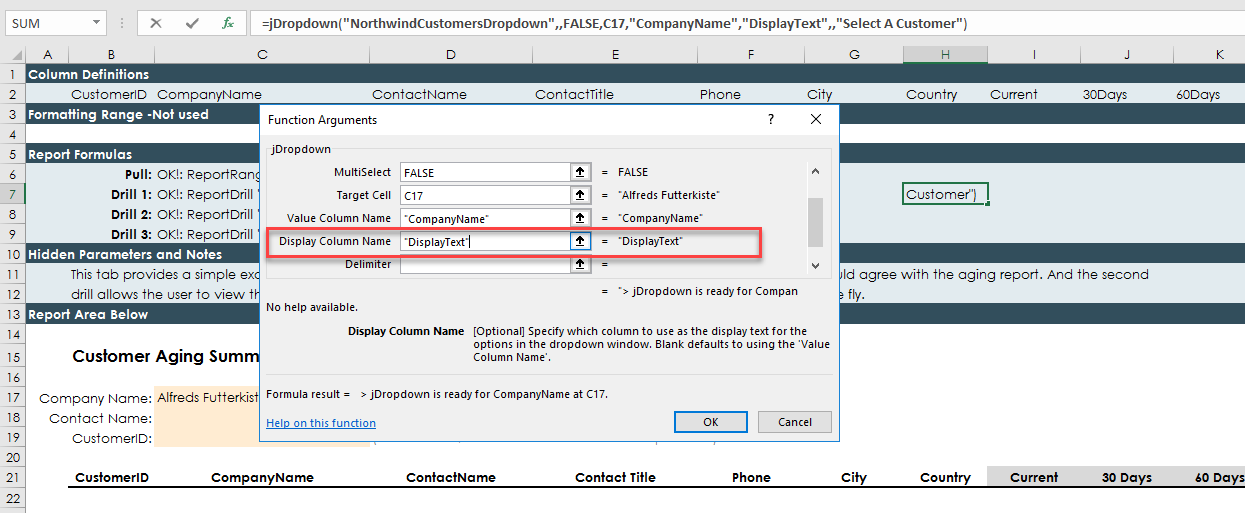 SUM
fx
=jDropdown("NorthwindCustomersDropdown",,FALSE,C17,"CompanyName","DisplayText",,"Select A Customer")
A B C D E F G H I J K
1 Column Definitions
2 CustomerID CompanyName ContactName ContactTitle Phone City Country Current 30Days 60Days
3 Formatting Range -Not used
4
5 Report Formulas
6 Pull: OK!: ReportRang
7 Drill 1: OK!: ReportDrill " Customer")
8 Drill 2: OK!: ReportDrill "
9 Drill 3: OK!: ReportDrill "
10 Hidden Parameters and Notes
11 This tab provides a simple exa uld agree with the aging report. And the second
12 drill allows the user to view th e fly.
13 Report Area Below
14
15 Customer Aging Summ
16
17 Company Name: Alfreds Futterkiste
18 Contact Name:
19 CustomerID:
20
21 CustomerID CompanyName ContactName Contact Title Phone City Country Current 30 Days 60 Days
22
Function Arguments
?
jDropdown
MultiSelect FALSE = FALSE
Target Cell C17 = "Alfreds Futterkiste"
Value Column Name "CompanyName" = "CompanyName"
Display Column Name "DisplayText" = "DisplayText"
Delimiter =
= "> jDropdown is ready for Compan
No help available.
Display Column Name [Optional] Specify which column to use as the display text for the
options in the dropdown window. Blank defaults to using the 'Value
Column Name'.
Formula result = > jDropdown is ready for CompanyName at C17.
Help on this function
OK
Cancel